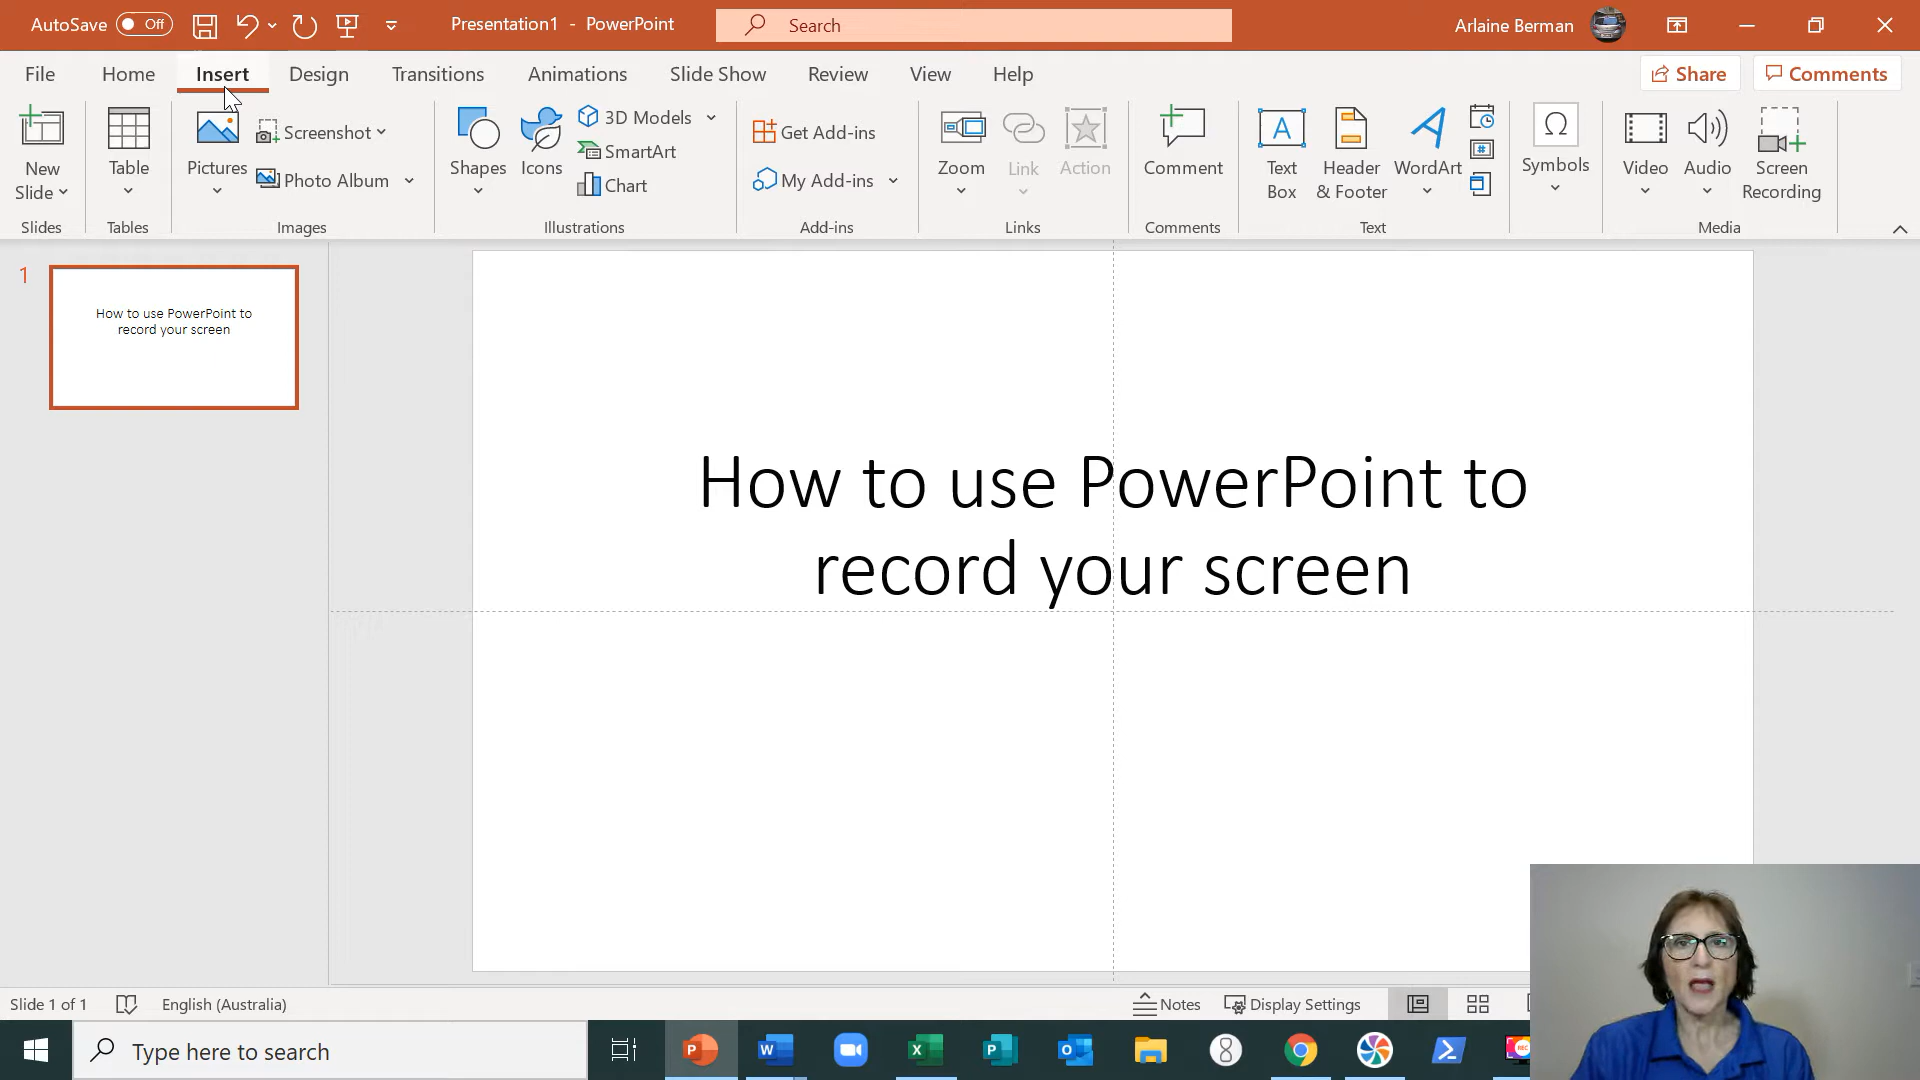 AutoSave Off Presentation1 - PowerPoint Search Arlaine Berman
File Home Insert Design Transitions Animations Slide Show Review View Help Share Comments
New Slide
Table
Pictures
Screenshot
Photo Album
Shapes
Icons
3D Models
SmartArt
Chart
Get Add-ins
My Add-ins
Zoom
Link
Action
Comment
Text Box
Header & Footer
WordArt
Symbols
Video
Audio
Screen Recording
Slides Tables Images Illustrations Add-ins Links Comments Text Media
1
How to use PowerPoint to
record your screen
How to use PowerPoint to
record your screen
Slide 1 of 1 English (Australia) Notes Display Settings
Type here to search